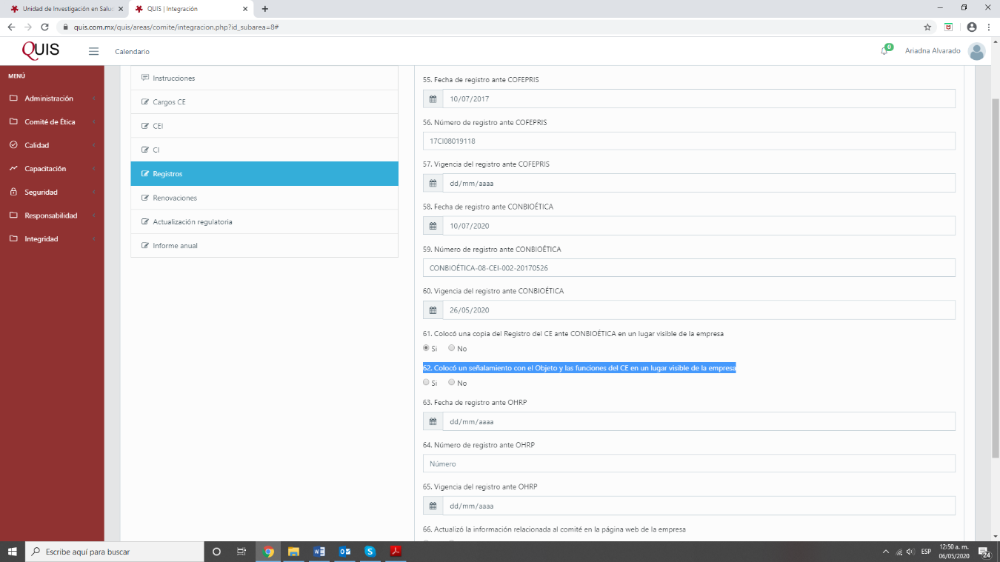 Unidad de Investigación en Salu
QUIS | Integración
quis.com.mx/quis/areas/comite/integracion.php?id_subarea=8#
QUIS
Calendario
0
Ariadna Alvarado
MENÚ
Administración
Comité de Ética
Calidad
Capacitación
Seguridad
Responsabilidad
Integridad
Instrucciones
Cargos CE
CEI
CI
Registros
Renovaciones
Actualización regulatoria
Informe anual
55. Fecha de registro ante COFEPRIS
10/07/2017
56. Número de registro ante COFEPRIS
17CI08019118
57. Vigencia del registro ante COFEPRIS
dd/mm/aaaa
58. Fecha de registro ante CONBIOÉTICA
10/07/2020
59. Número de registro ante CONBIOÉTICA
CONBIOÉTICA-08-CEI-002-20170526
60. Vigencia del registro ante CONBIOÉTICA
26/05/2020
61. Colocó una copia del Registro del CE ante CONBIOÉTICA en un lugar visible de la empresa
Si No
62. Colocó un señalamiento con el Objeto y las funciones del CE en un lugar visible de la empresa
Si No
63. Fecha de registro ante OHRP
dd/mm/aaaa
64. Número de registro ante OHRP
Número
65. Vigencia del registro ante OHRP
dd/mm/aaaa
66. Actualizó la información relacionada al comité en la página web de la empresa
Escribe aquí para buscar
ESP
12:50 a. m.
06/05/2020
24